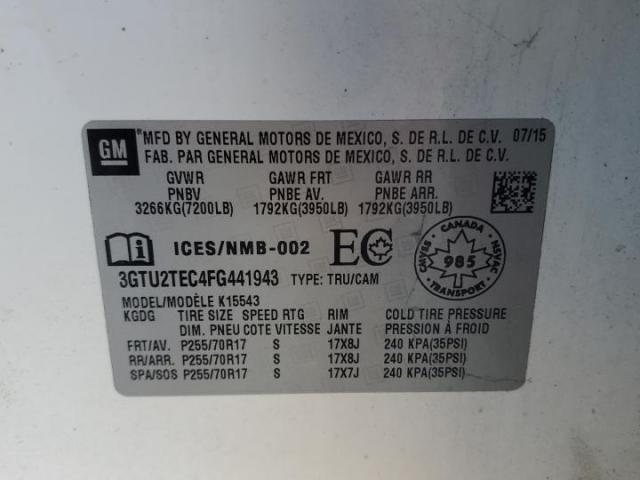 GM
*MFD BY GENERAL MOTORS DE MEXICO, S. DE R.L. DE C.V. 07/15
FAB. PAR GENERAL MOTORS DE MEXICO, S. DE R.L. DE C.V.
GVWR GAWR FRT GAWR RR
PNBV PNBE AV. PNBE ARR.
3266KG(7200LB) 1792KG(3950LB) 1792KG(3950LB)
i ICES/NMB-002 EC CANADA CMVSS NSVAC 985 TRANSPORT
3GTU2TEC4FG441943 TYPE: TRU/CAM
MODEL/MODÈLE K15543
KGDG TIRE SIZE SPEED RTG RIM COLD TIRE PRESSURE
DIM. PNEU COTE VITESSE JANTE PRESSION À FROID
FRT/AV. P255/70R17 S 17X8J 240 KPA(35PSI)
RR/ARR. P255/70R17 S 17X8J 240 KPA(35PSI)
SPA/SOS P255/70R17 S 17X7J 240 KPA(35PSI)